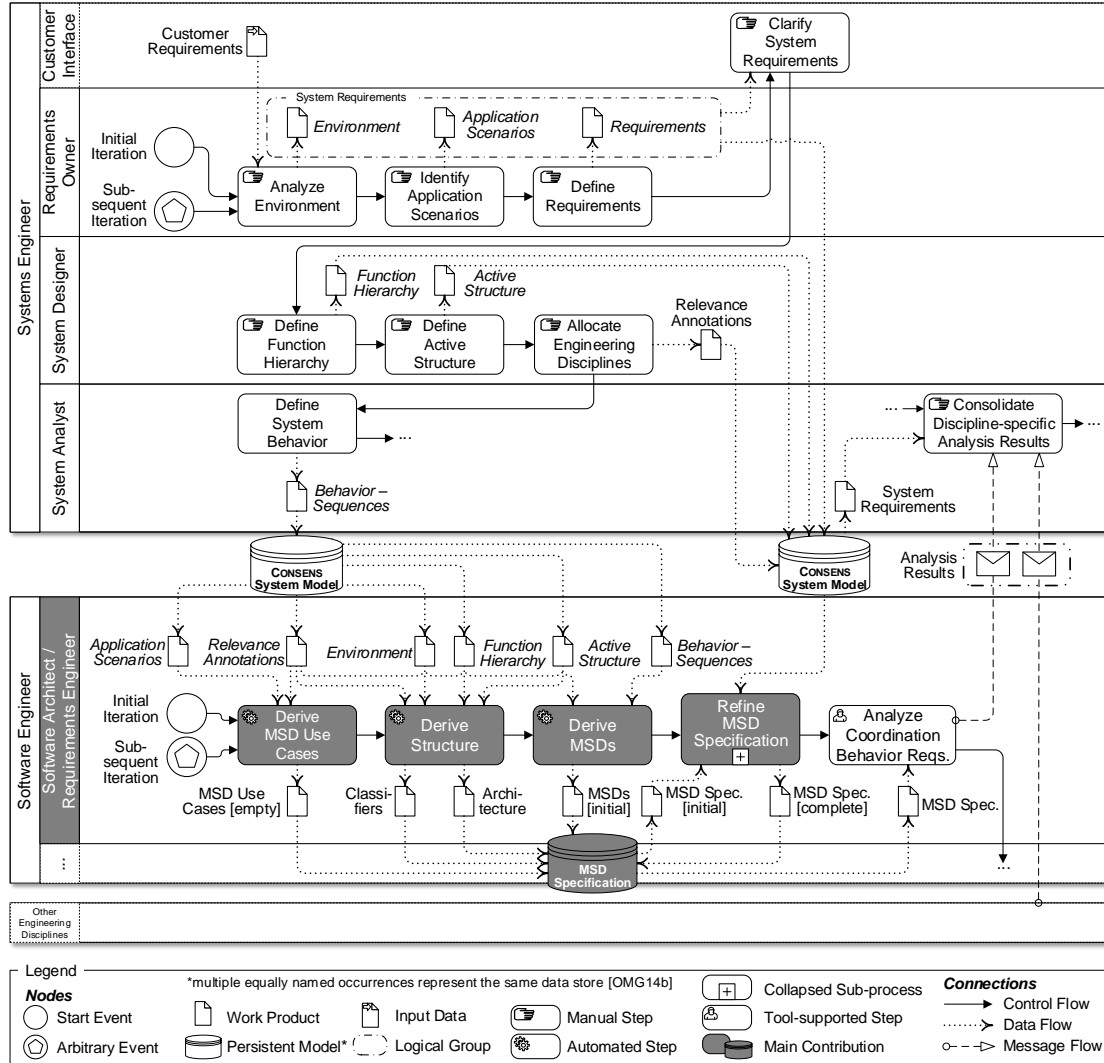 Systems Engineer
Customer
Interface
Customer
Requirements
Clarify
System
Requirements
Requirements
Owner
System Requirements
Environment
Application
Scenarios
Requirements
Initial
Iteration
Sub-
sequent
Iteration
Analyze
Environment
Identify
Application
Scenarios
Define
Requirements
System Designer
Function
Hierarchy
Active
Structure
Relevance
Annotations
Define
Function
Hierarchy
Define
Active
Structure
Allocate
Engineering
Disciplines
System Analyst
Define
System
Behavior
...
...
Consolidate
Discipline-specific
Analysis Results
...
Behavior –
Sequences
System
Requirements
CONSENS
System Model
CONSENS
System Model
Analysis
Results
Software Engineer
Software Architect /
Requirements Engineer
Application
Scenarios
Relevance
Annotations
Environment
Function
Hierarchy
Active
Structure
Behavior –
Sequences
Initial
Iteration
Sub-
sequent
Iteration
Derive
MSD Use
Cases
Derive
Structure
Derive
MSDs
Refine
MSD
Specification
Analyze
Coordination
Behavior Reqs.
MSD Use
Cases [empty]
Classi-
fiers
Archi-
tecture
MSDs
[initial]
MSD Spec.
[initial]
MSD Spec.
[complete]
MSD Spec.
...
MSD
Specification
...
Other
Engineering
Disciplines
Legend
Nodes
*multiple equally named occurrences represent the same data store [OMG14b]
Start Event
Arbitrary Event
Work Product
Persistent Model*
Input Data
Logical Group
Manual Step
Automated Step
Collapsed Sub-process
Tool-supported Step
Main Contribution
Connections
Control Flow
Data Flow
Message Flow